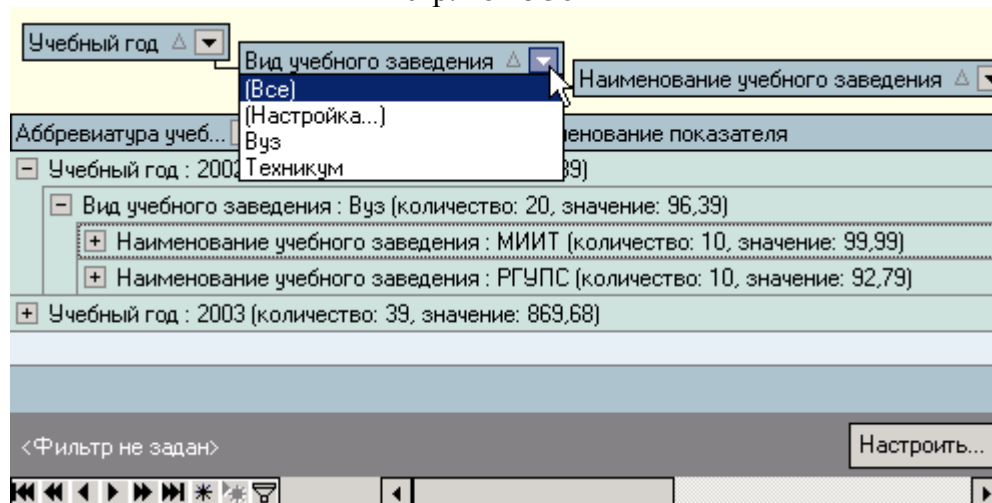 Учебный год
Вид учебного заведения
Наименование учебного заведения
(Все)
(Настройка...)
Вуз
Техникум
Аббревиатура учеб...
енование показателя
Учебный год : 2002
39)
Вид учебного заведения : Вуз (количество: 20, значение: 96,39)
Наименование учебного заведения : МИИТ (количество: 10, значение: 99,99)
Наименование учебного заведения : РГУПС (количество: 10, значение: 92,79)
Учебный год : 2003 (количество: 39, значение: 869,68)
<Фильтр не задан>
Настроить...